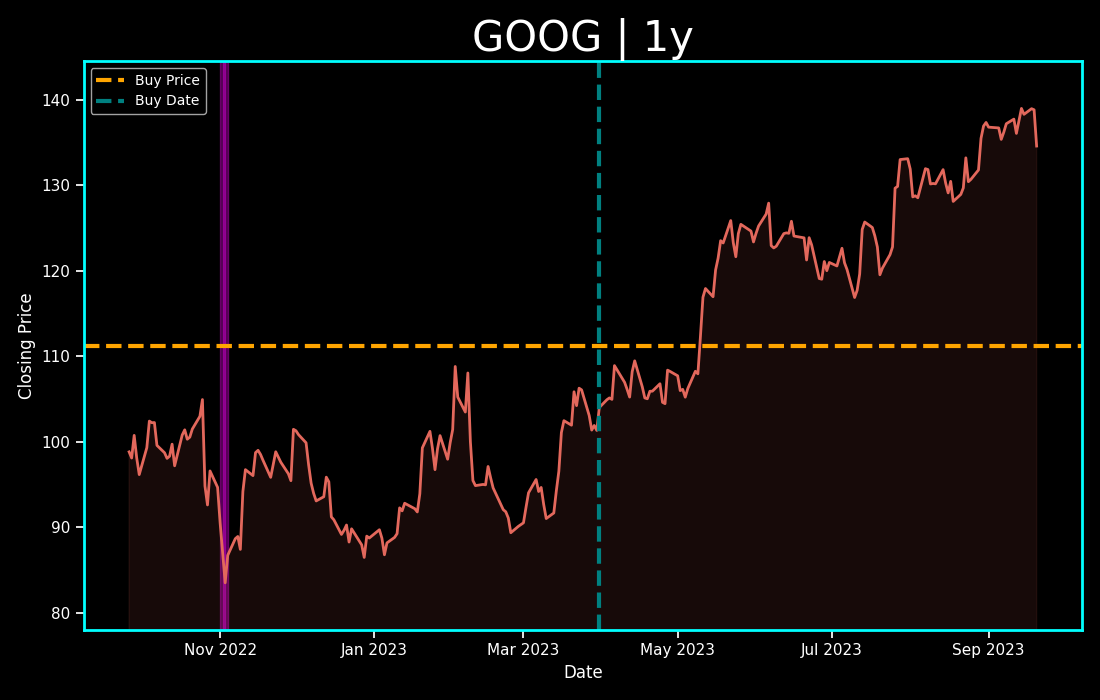 GOOG | 1y
Buy Price
Buy Date
140
130
120
110
100
90
80
Closing Price
Nov 2022
Jan 2023
Mar 2023
May 2023
Jul 2023
Sep 2023
Date